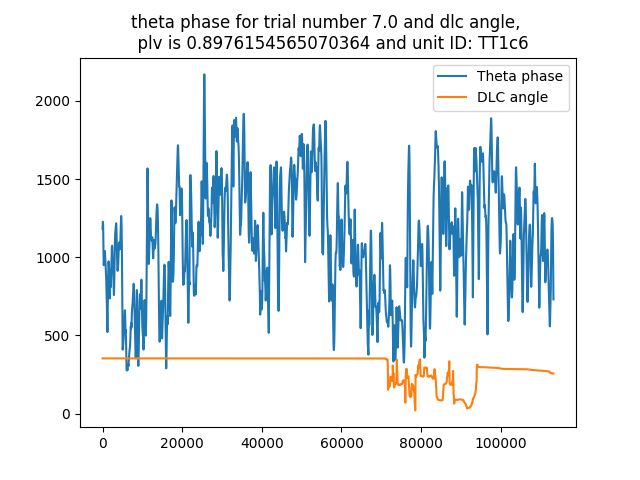 theta phase for trial number 7.0 and dlc angle,
plv is 0.8976154565070364 and unit ID: TT1c6
Theta phase
DLC angle
2000
1500
1000
500
0
0
20000
40000
60000
80000
100000